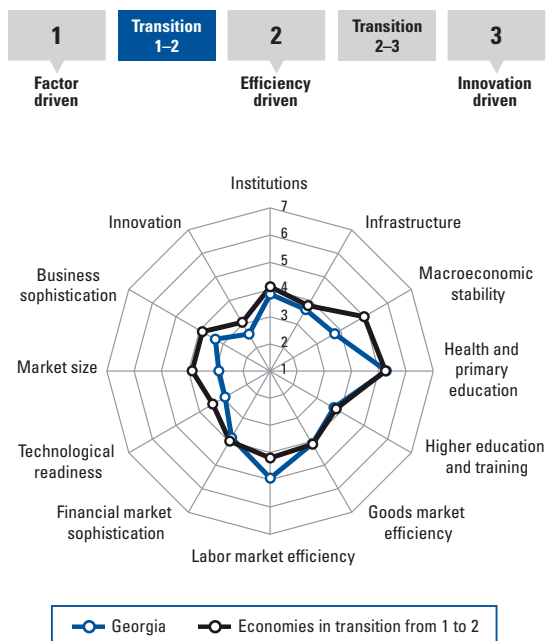 1
Transition
1–2
2
Transition
2–3
3
Factor
driven
Efficiency
driven
Innovation
driven
Institutions
7
6
5
4
3
2
1
Infrastructure
Macroeconomic
stability
Health and
primary
education
Higher education
and training
Goods market
efficiency
Labor market efficiency
Financial market
sophistication
Technological
readiness
Market size
Business
sophistication
Innovation
Georgia
Economies in transition from 1 to 2